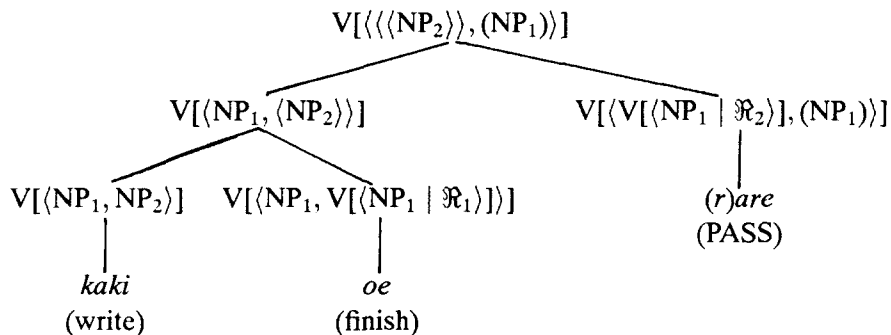 V[⟨⟨⟨NP₂⟩⟩, (NP₁)⟩]
V[⟨NP₁, ⟨NP₂⟩⟩] V[⟨V[⟨NP₁ | ℜ₂⟩], (NP₁)⟩]
V[⟨NP₁, NP₂⟩] V[⟨NP₁, V[⟨NP₁ | ℜ₁⟩]⟩] (r)are
(PASS)
kaki oe
(write) (finish)